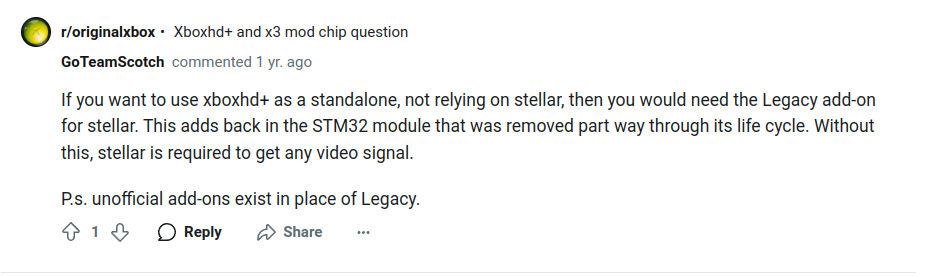 r/originalxbox • Xboxhd+ and x3 mod chip question
GoTeamScotch commented 1 yr. ago
If you want to use xboxhd+ as a standalone, not relying on stellar, then you would need the Legacy add-on
for stellar. This adds back in the STM32 module that was removed part way through its life cycle. Without
this, stellar is required to get any video signal.
P.s. unofficial add-ons exist in place of Legacy.
1 Reply Share ...